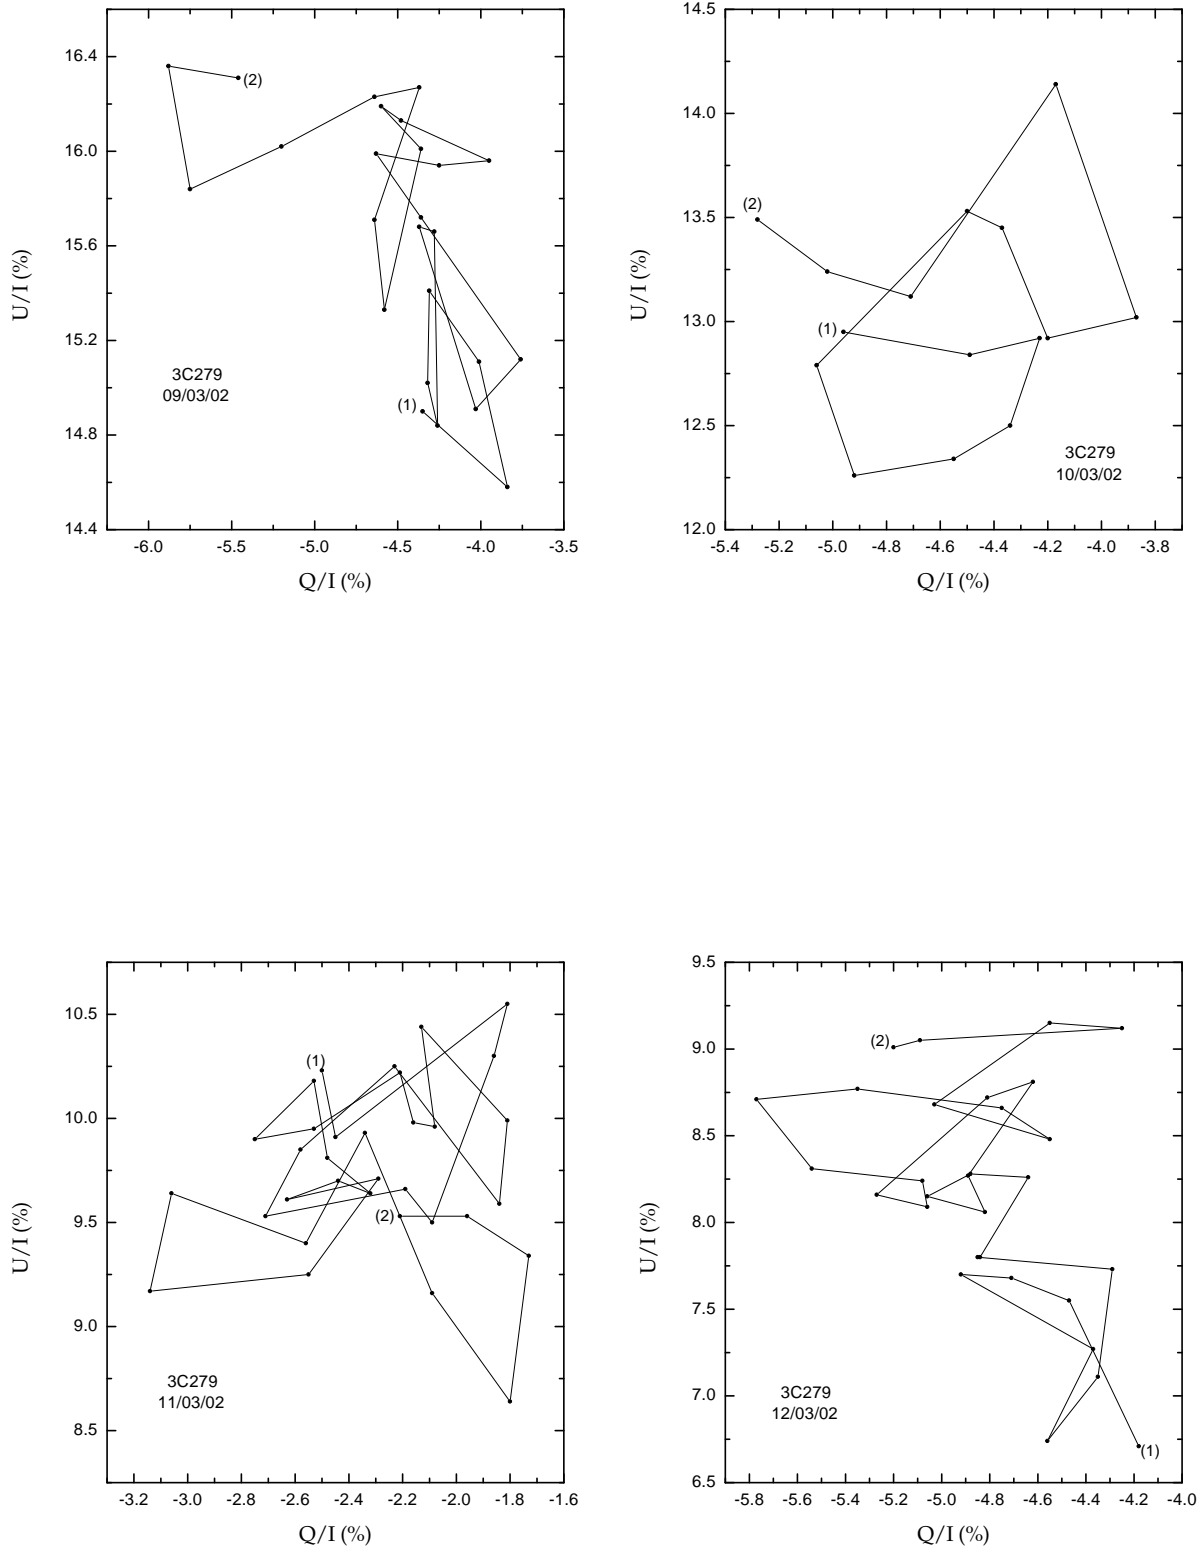 16.4
16.0
15.6
15.2
14.8
14.4
U/I (%)
(2)
(1)
3C279
09/03/02
-6.0 -5.5 -5.0 -4.5 -4.0 -3.5
Q/I (%)
14.5
14.0
13.5
13.0
12.5
12.0
U/I (%)
(2)
(1)
3C279
10/03/02
-5.4 -5.2 -5.0 -4.8 -4.6 -4.4 -4.2 -4.0 -3.8
Q/I (%)
10.5
10.0
9.5
9.0
8.5
U/I (%)
(1)
(2)
3C279
11/03/02
-3.2 -3.0 -2.8 -2.6 -2.4 -2.2 -2.0 -1.8 -1.6
Q/I (%)
9.5
9.0
8.5
8.0
7.5
7.0
6.5
U/I (%)
(2)
3C279
12/03/02
(1)
-5.8 -5.6 -5.4 -5.2 -5.0 -4.8 -4.6 -4.4 -4.2 -4.0
Q/I (%)